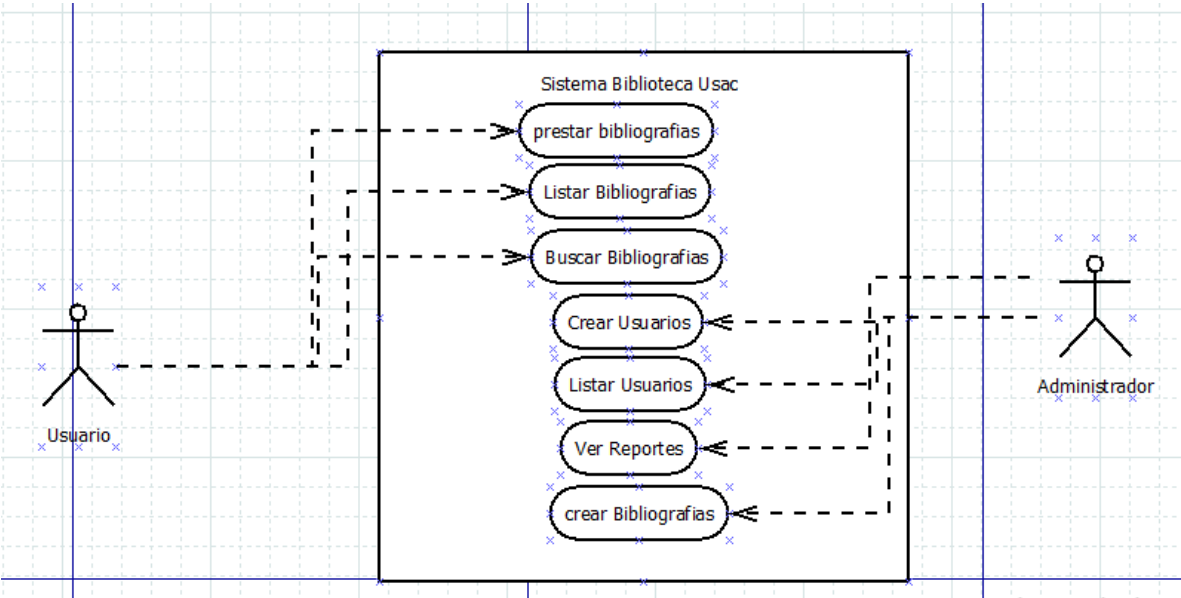 Sistema Biblioteca Usac
prestar bibliografias
Listar Bibliografias
Buscar Bibliografias
Crear Usuarios
Listar Usuarios
Ver Reportes
crear Bibliografias
Usuario
Administrador